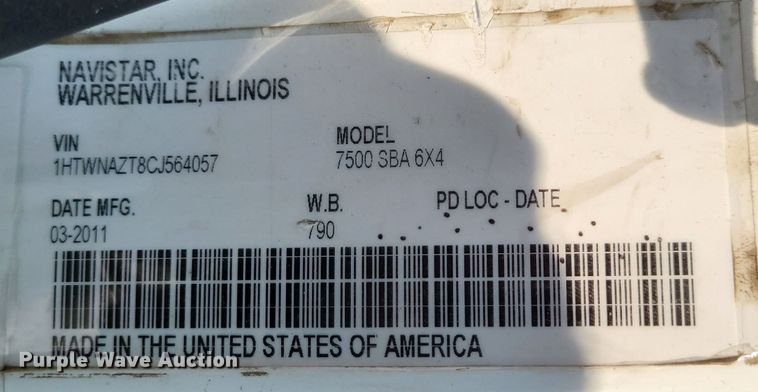 NAVISTAR, INC.
WARRENVILLE, ILLINOIS
VIN MODEL
1HTWNAZT8CJ564057 7500 SBA 6X4
DATE MFG. W.B. PD LOC - DATE
03-2011 790
MADE IN THE UNITED STATES OF AMERICA
Purple Wave Auction